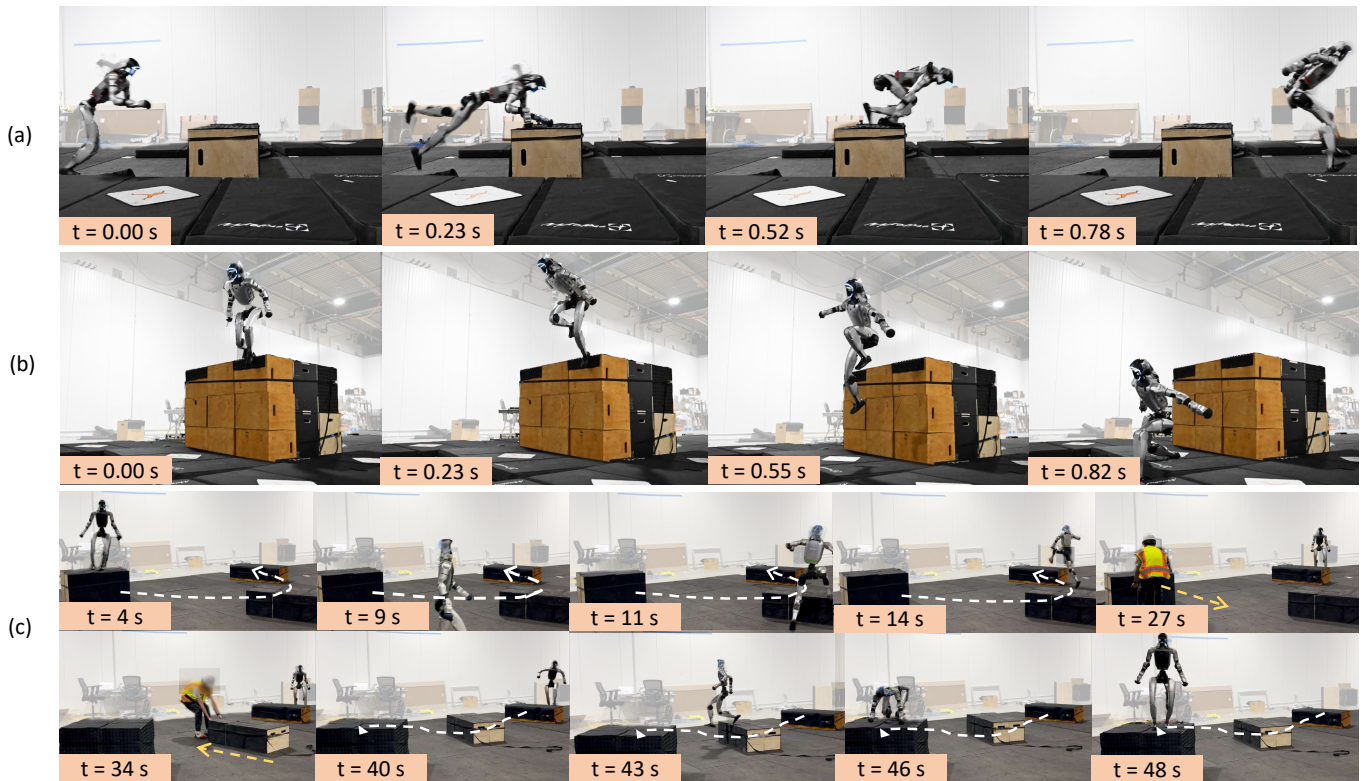 (a)
t = 0.00 s
t = 0.23 s
t = 0.52 s
t = 0.78 s
(b)
t = 0.00 s
t = 0.23 s
t = 0.55 s
t = 0.82 s
(c)
t = 4 s
t = 9 s
t = 11 s
t = 14 s
t = 27 s
t = 34 s
t = 40 s
t = 43 s
t = 46 s
t = 48 s